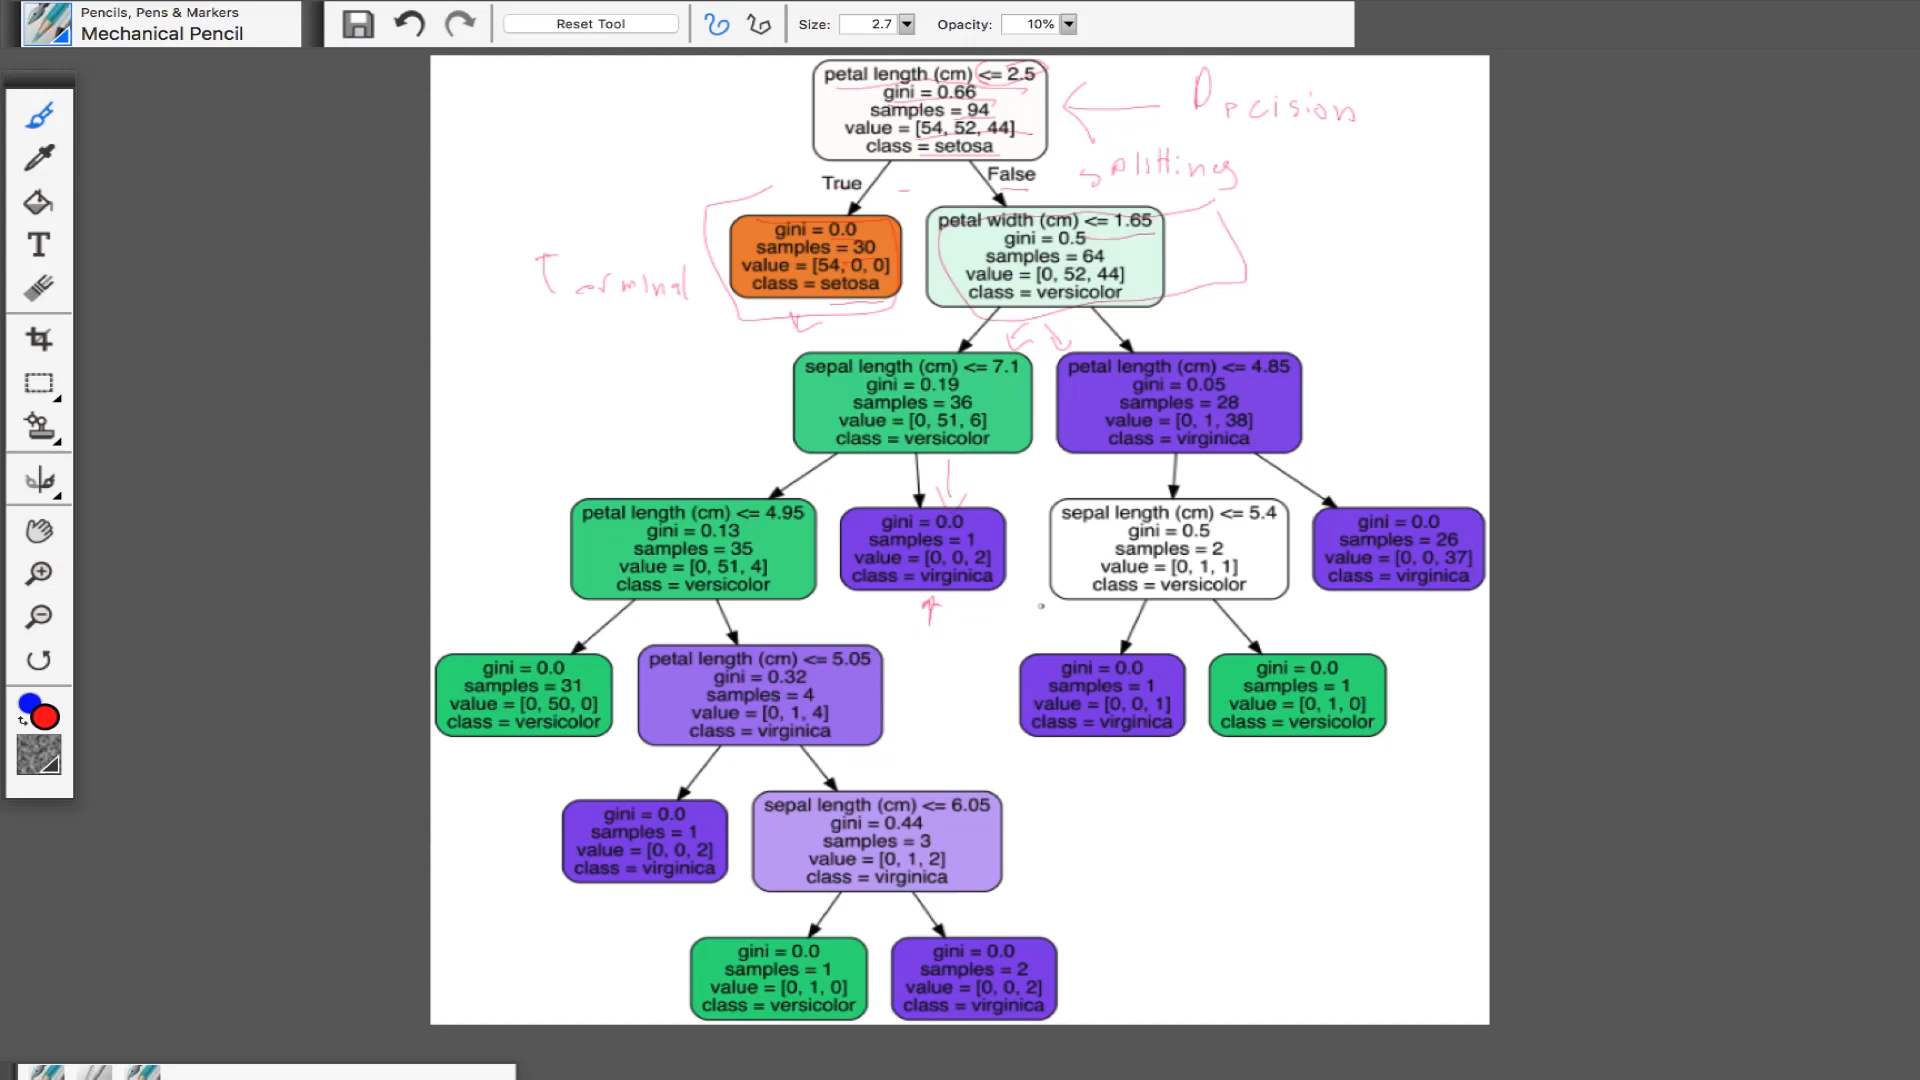 Pencils, Pens & Markers
Mechanical Pencil
Reset Tool
Size: 2.7
Opacity: 10%
petal length (cm) <= 2.5
gini = 0.66
samples = 94
value = [54, 52, 44]
class = setosa
Decision
splitting
True
False
Terminal
gini = 0.0
samples = 30
value = [54, 0, 0]
class = setosa
petal width (cm) <= 1.65
gini = 0.5
samples = 64
value = [0, 52, 44]
class = versicolor
sepal length (cm) <= 7.1
gini = 0.19
samples = 36
value = [0, 51, 6]
class = versicolor
petal length (cm) <= 4.85
gini = 0.05
samples = 28
value = [0, 1, 38]
class = virginica
petal length (cm) <= 4.95
gini = 0.13
samples = 35
value = [0, 51, 4]
class = versicolor
gini = 0.0
samples = 1
value = [0, 0, 2]
class = virginica
sepal length (cm) <= 5.4
gini = 0.5
samples = 2
value = [0, 1, 1]
class = versicolor
gini = 0.0
samples = 26
value = [0, 0, 37]
class = virginica
gini = 0.0
samples = 31
value = [0, 50, 0]
class = versicolor
petal length (cm) <= 5.05
gini = 0.32
samples = 4
value = [0, 1, 4]
class = virginica
gini = 0.0
samples = 1
value = [0, 0, 1]
class = virginica
gini = 0.0
samples = 1
value = [0, 1, 0]
class = versicolor
gini = 0.0
samples = 1
value = [0, 0, 2]
class = virginica
sepal length (cm) <= 6.05
gini = 0.44
samples = 3
value = [0, 1, 2]
class = virginica
gini = 0.0
samples = 1
value = [0, 1, 0]
class = versicolor
gini = 0.0
samples = 2
value = [0, 0, 2]
class = virginica